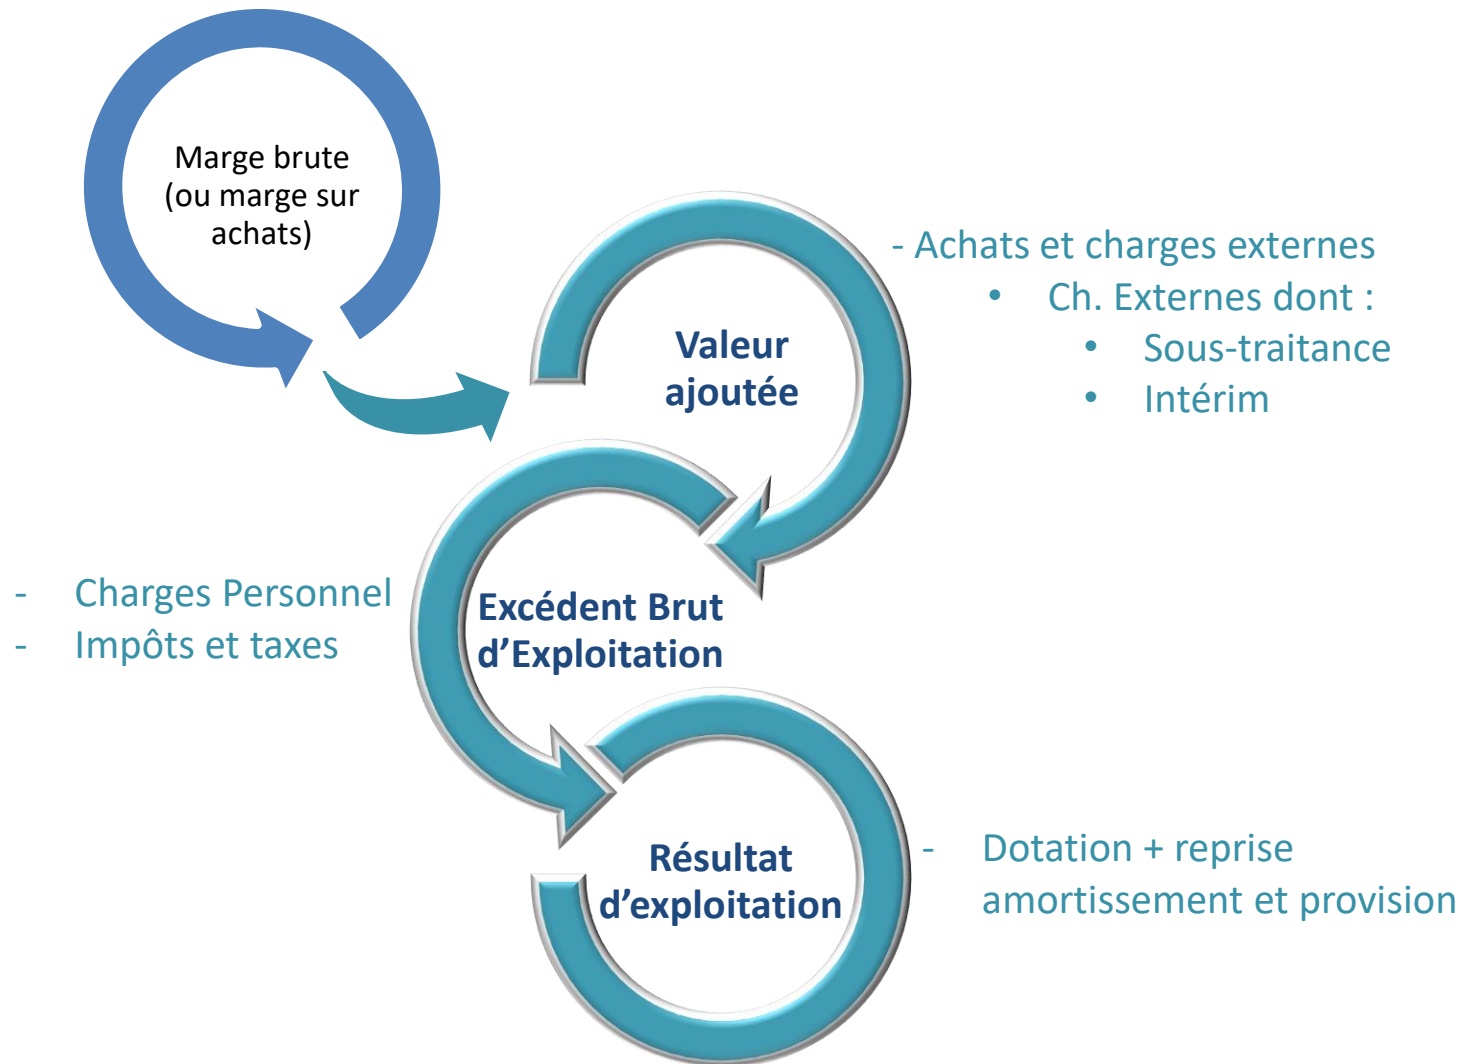 Marge brute
(ou marge sur
achats)
Valeur
ajoutée
- Achats et charges externes
• Ch. Externes dont :
• Sous-traitance
• Intérim
- Charges Personnel
- Impôts et taxes
Excédent Brut
d’Exploitation
Résultat
d’exploitation
- Dotation + reprise
amortissement et provision